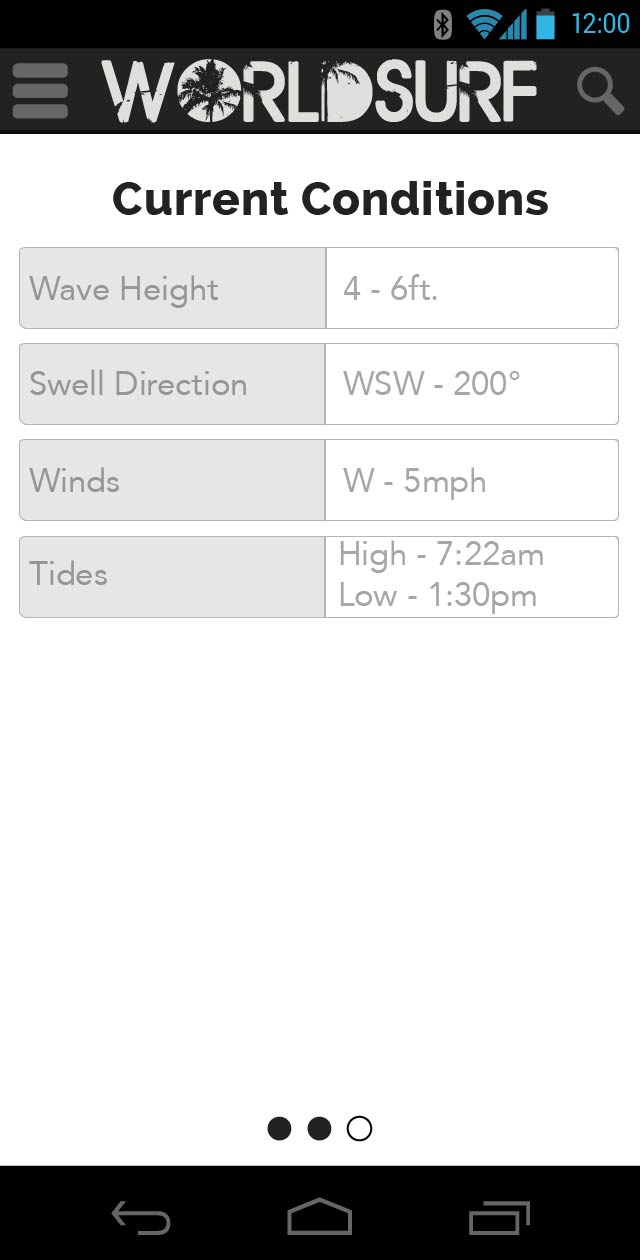 12:00
WORLDSURF
Current Conditions
Wave Height
4 - 6ft.
Swell Direction
WSW - 200°
Winds
W - 5mph
Tides
High - 7:22am
Low - 1:30pm